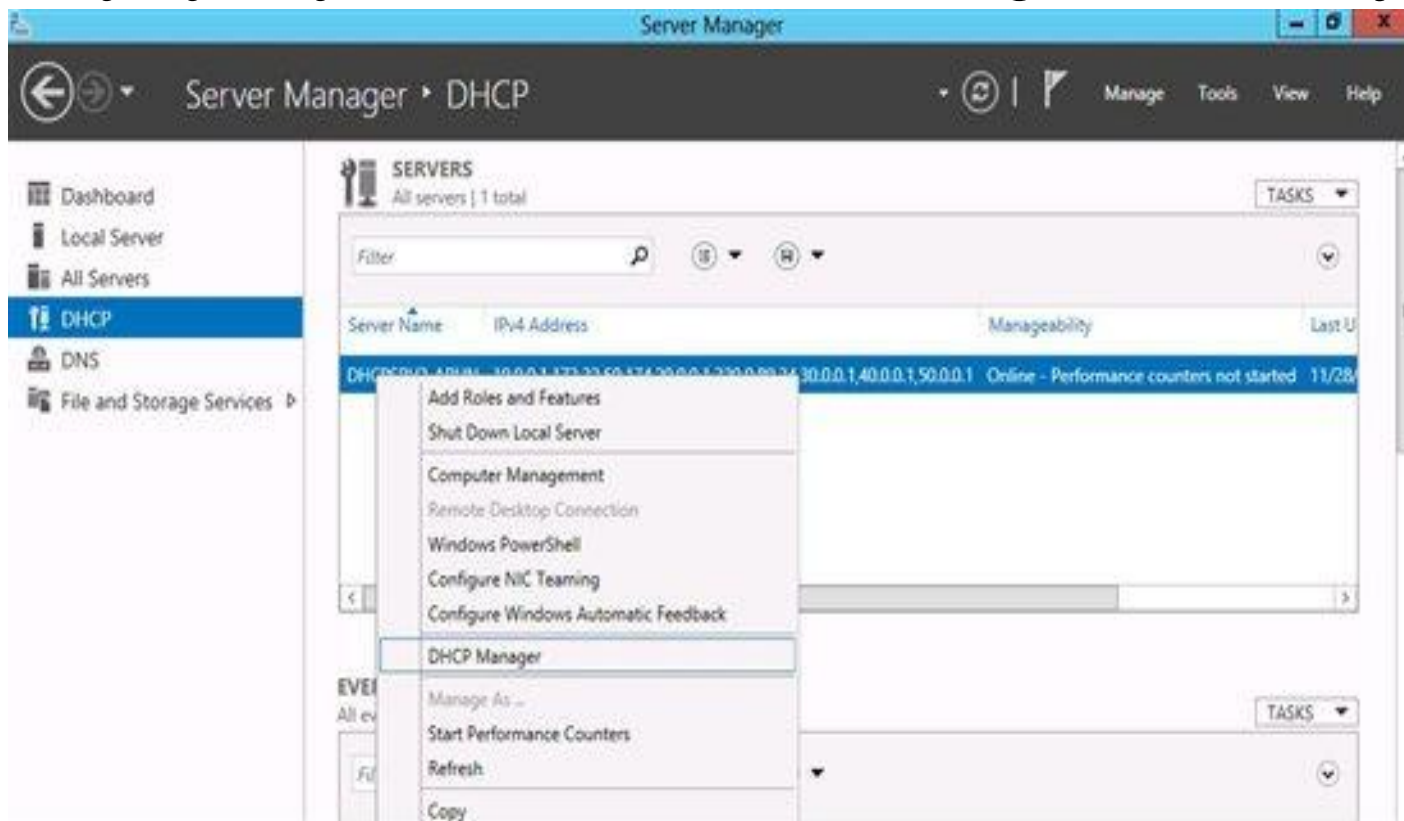 Server Manager
Server Manager • DHCP
Manage Tools View Help
Dashboard
Local Server
All Servers
DHCP
DNS
File and Storage Services
SERVERS
All servers | 1 total
TASKS
Filter
Server Name IPv4 Address Manageability Last U
30.0.0.1,40.0.0.1,50.0.0.1 Online - Performance counters not started 11/28/
Add Roles and Features
Shut Down Local Server
Computer Management
Remote Desktop Connection
Windows PowerShell
Configure NIC Teaming
Configure Windows Automatic Feedback
DHCP Manager
Manage As ...
Start Performance Counters
Refresh
Copy
EVE
All ev
TASKS
Fil